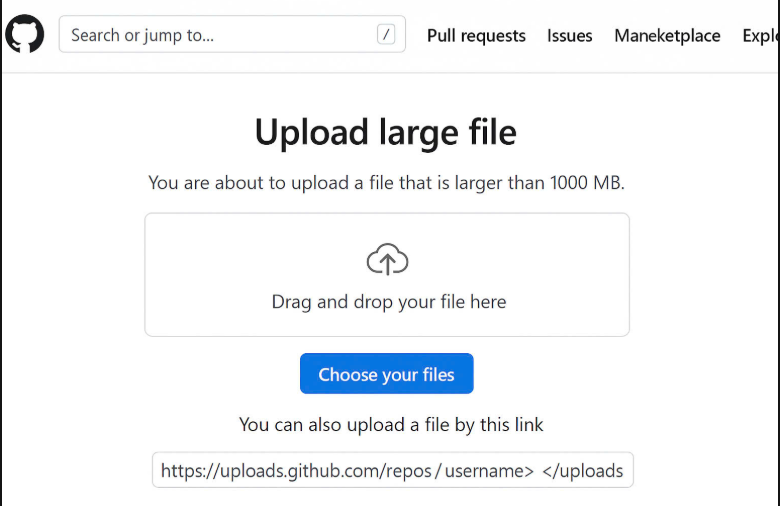 Search or jump to... / Pull requests Issues Maneketplace Explo
Upload large file
You are about to upload a file that is larger than 1000 MB.
Drag and drop your file here
Choose your files
You can also upload a file by this link
https://uploads.github.com/repos/username> </uploads